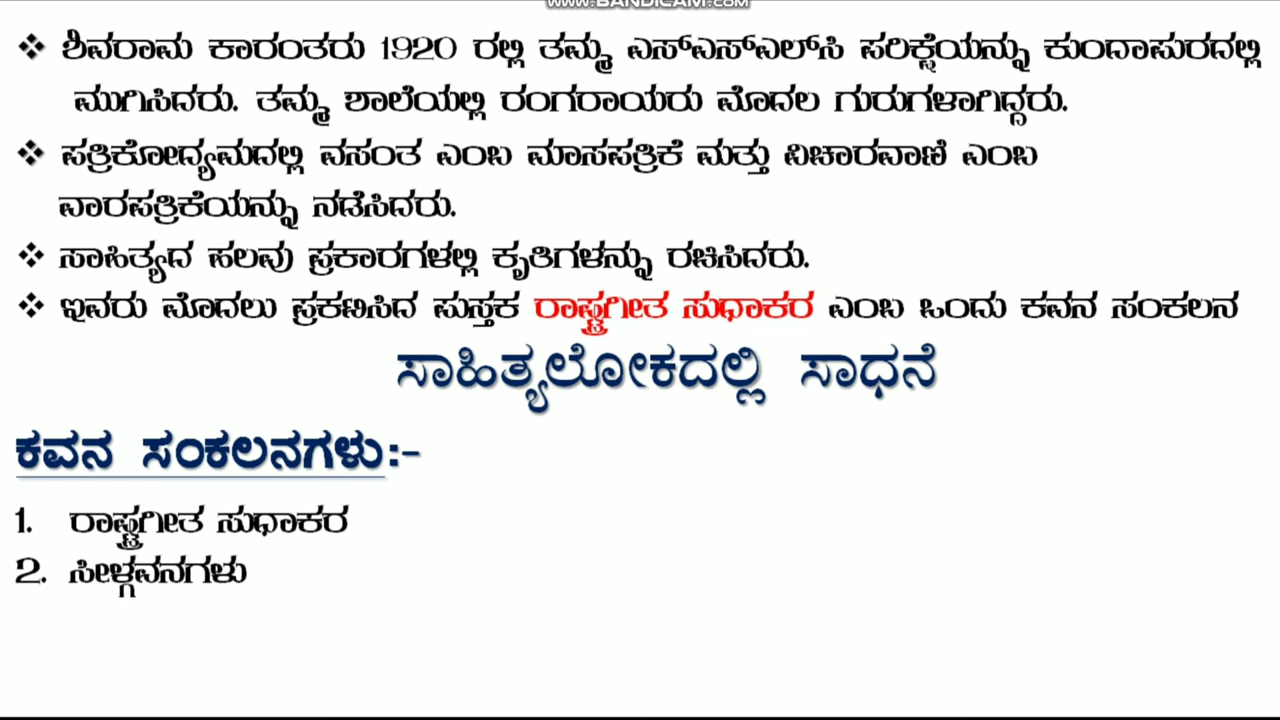 WWW.BANDICAM.COM
❖ ಶಿವರಾಮ ಕಾರಂತರು 1920 ರಲ್ಲಿ ತಮ್ಮ ಎಸ್ಎಸ್ಎಲ್‌ಸಿ ಪರಿಕ್ಷೆಯನ್ನು ಕುಂದಾಪುರದಲ್ಲಿ
ಮುಗಿಸಿದರು. ತಮ್ಮ ಶಾಲೆಯಲ್ಲಿ ರಂಗರಾಯರು ಮೊದಲ ಗುರುಗಳಾಗಿದ್ದರು.
❖ ಪತ್ರಿಕೋದ್ಯಮದಲ್ಲಿ ವಸಂತ ಎಂಬ ಮಾಸಪತ್ರಿಕೆ ಮತ್ತು ವಿಚಾರವಾಣಿ ಎಂಬ
ವಾರಪತ್ರಿಕೆಯನ್ನು ನಡೆಸಿದರು.
❖ ಸಾಹಿತ್ಯದ ಹಲವು ಪ್ರಕಾರಗಳಲ್ಲಿ ಕೃತಿಗಳನ್ನು ರಚಿಸಿದರು.
❖ ಇವರು ಮೊದಲು ಪ್ರಕಟಿಸಿದ ಪುಸ್ತಕ ರಾಷ್ಟ್ರಗೀತ ಸುಧಾಕರ ಎಂಬ ಒಂದು ಕವನ ಸಂಕಲನ
ಸಾಹಿತ್ಯಲೋಕದಲ್ಲಿ ಸಾಧನೆ
ಕವನ ಸಂಕಲನಗಳು:-
1. ರಾಷ್ಟ್ರಗೀತ ಸುಧಾಕರ
2. ಸೀಳ್ಗವನಗಳು